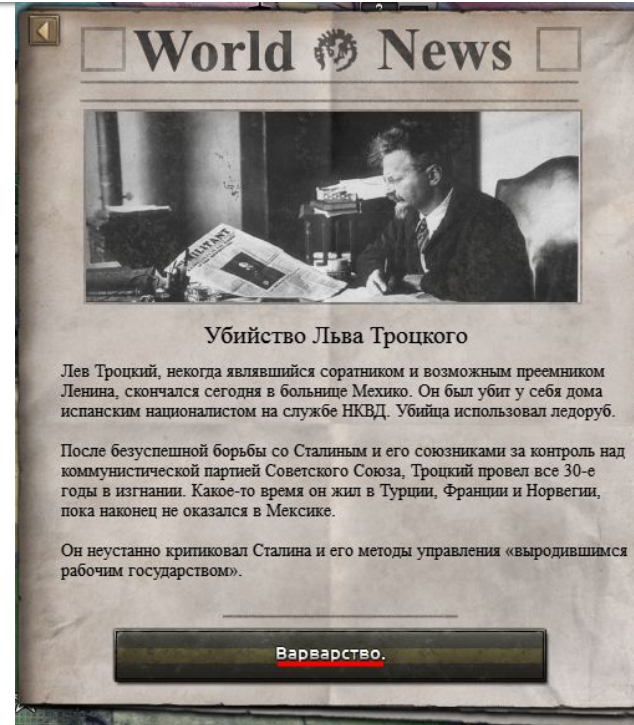 World News
MILITANT
Убийство Льва Троцкого
Лев Троцкий, некогда являвшийся соратником и возможным преемником
Ленина, скончался сегодня в больнице Мехико. Он был убит у себя дома
испанским националистом на службе НКВД. Убийца использовал ледоруб.
После безуспешной борьбы со Сталиным и его союзниками за контроль над
коммунистической партией Советского Союза, Троцкий провел все 30-е
годы в изгнании. Какое-то время он жил в Турции, Франции и Норвегии,
пока наконец не оказался в Мексике.
Он неустанно критиковал Сталина и его методы управления «выродившимся
рабочим государством».
Варварство.